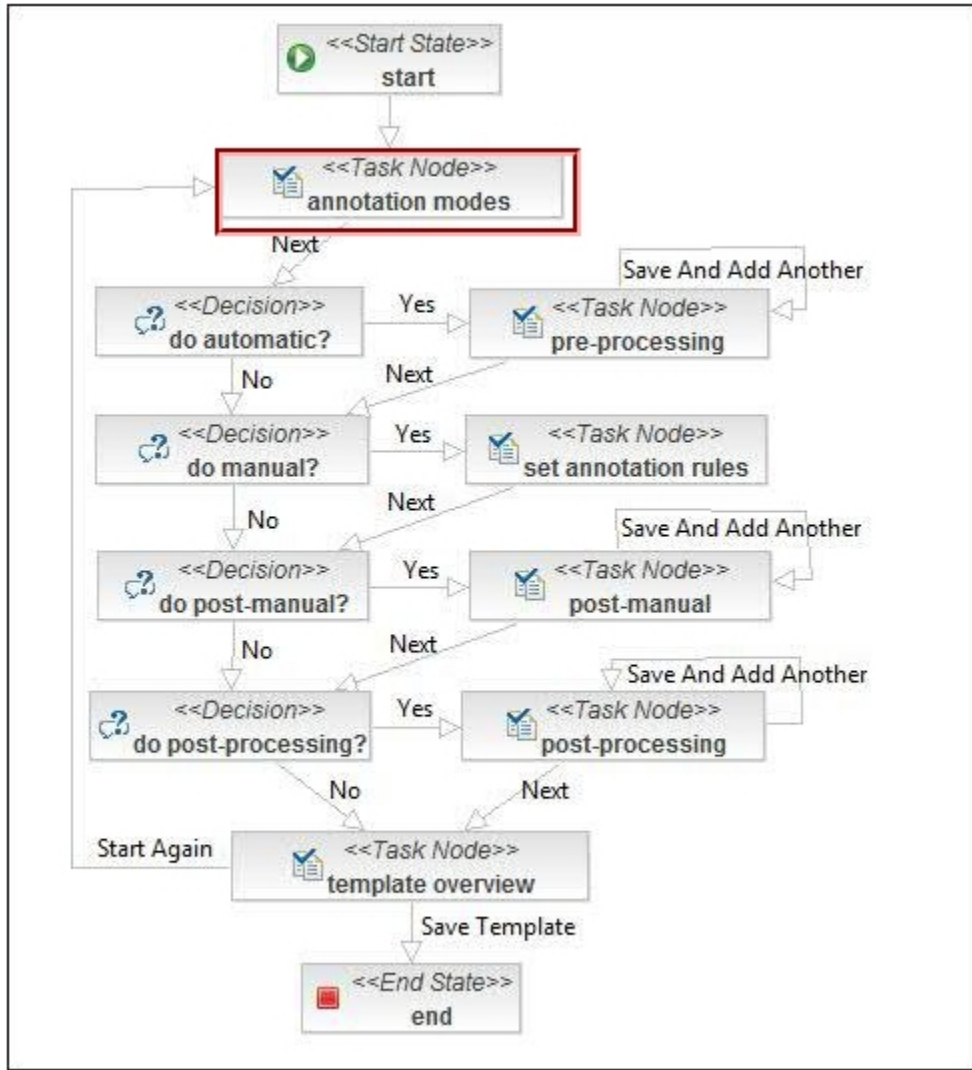 <<Start State>>
start
<<Task Node>>
annotation modes
Next
Save And Add Another
<<Decision>>
do automatic?
Yes
<<Task Node>>
pre-processing
No
Next
<<Decision>>
do manual?
Yes
<<Task Node>>
set annotation rules
No
Next
Save And Add Another
<<Decision>>
do post-manual?
Yes
<<Task Node>>
post-manual
No
Next
Save And Add Another
<<Decision>>
do post-processing?
Yes
<<Task Node>>
post-processing
No
Next
Start Again
<<Task Node>>
template overview
Save Template
<<End State>>
end